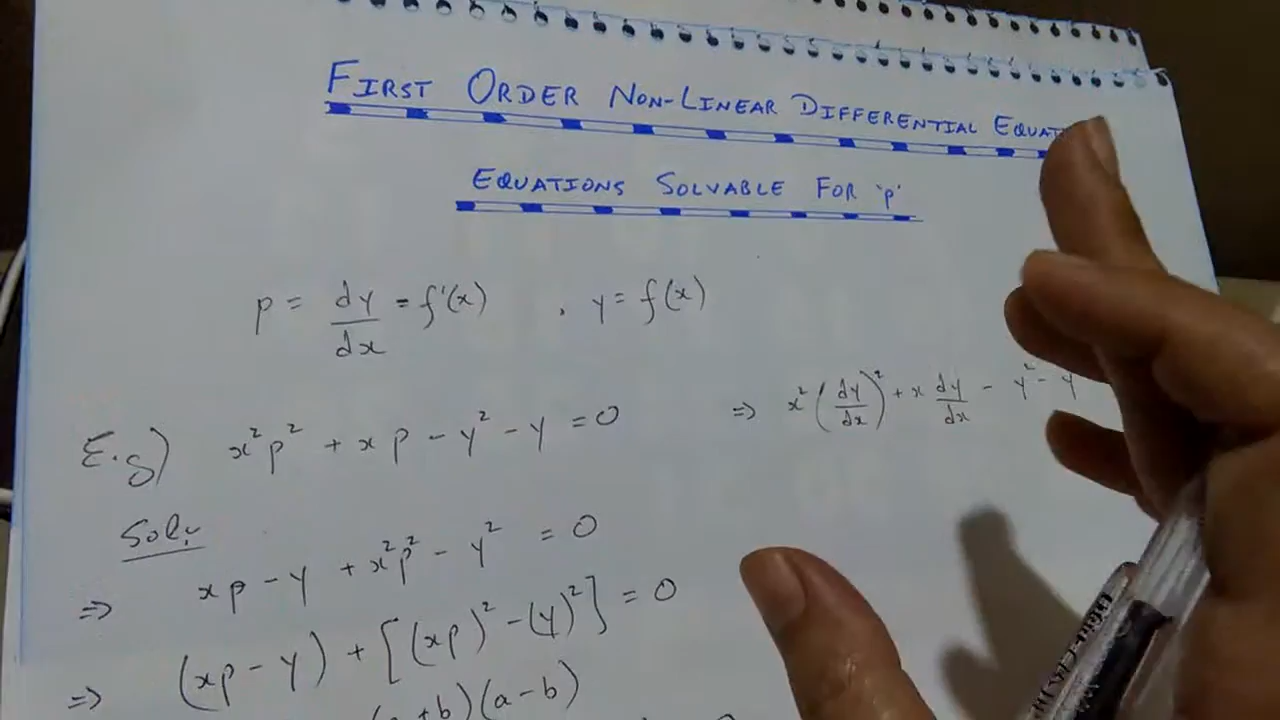 FIRST ORDER NON-LINEAR DIFFERENTIAL
EQUATIONS SOLVABLE FOR 'p'
p = dy/dx = f'(x) , y = f(x)
E.g) x²p² + xp - y² - y = 0 ⇒ x² (dy/dx)² + x dy/dx - y² - y
Sol:
⇒ xp - y + x²p² - y² = 0
⇒ (xp - y) + [(xp)² - (y)²] = 0
(a - b)